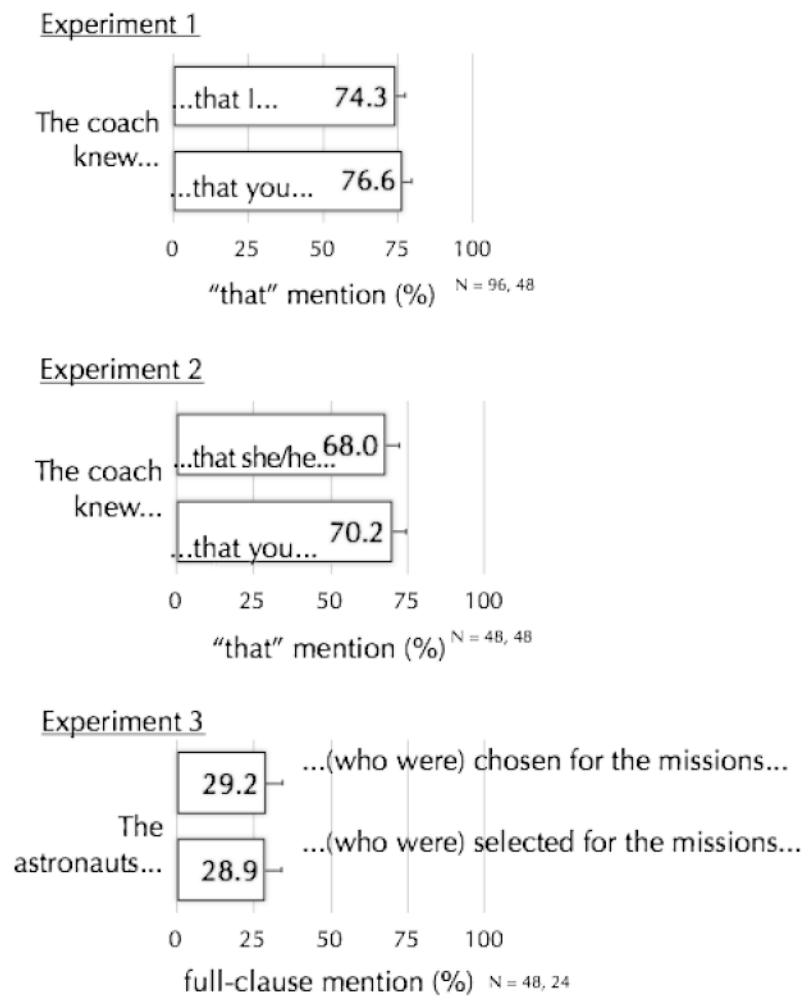 Experiment 1
...that I... 74.3
The coach
knew...
...that you... 76.6
0 25 50 75 100
“that” mention (%) N = 96, 48
Experiment 2
...that she/he... 68.0
The coach
knew...
...that you... 70.2
0 25 50 75 100
“that” mention (%) N = 48, 48
Experiment 3
...(who were) chosen for the missions...
29.2
The
astronauts...
...(who were) selected for the missions...
28.9
0 25 50 75 100
full-clause mention (%) N = 48, 24